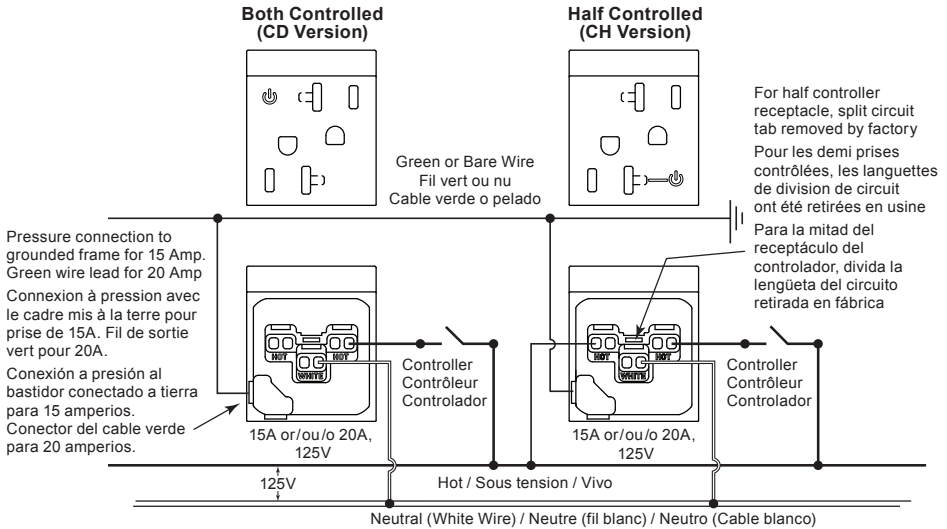 Both Controlled
(CD Version)
Half Controlled
(CH Version)
For half controller
receptacle, split circuit
tab removed by factory
Pour les demi prises
contrôlées, les languettes
de division de circuit
ont été retirées en usine
Para la mitad del
receptáculo del
controlador, divida la
lengüeta del circuito
retirada en fábrica
Green or Bare Wire
Fil vert ou nu
Cable verde o pelado
Pressure connection to
grounded frame for 15 Amp.
Green wire lead for 20 Amp
Connexion à pression avec
le cadre mis à la terre pour
prise de 15A. Fil de sortie
vert pour 20A.
Conexión a presión al
bastidor conectado a tierra
para 15 amperios.
Conector del cable verde
para 20 amperios.
HOT
HOT
WHITE
Controller
Contrôleur
Controlador
15A or/ou/o 20A,
125V
HOT
HOT
WHITE
Controller
Contrôleur
Controlador
15A or/ou/o 20A,
125V
125V
Hot / Sous tension / Vivo
Neutral (White Wire) / Neutre (fil blanc) / Neutro (Cable blanco)